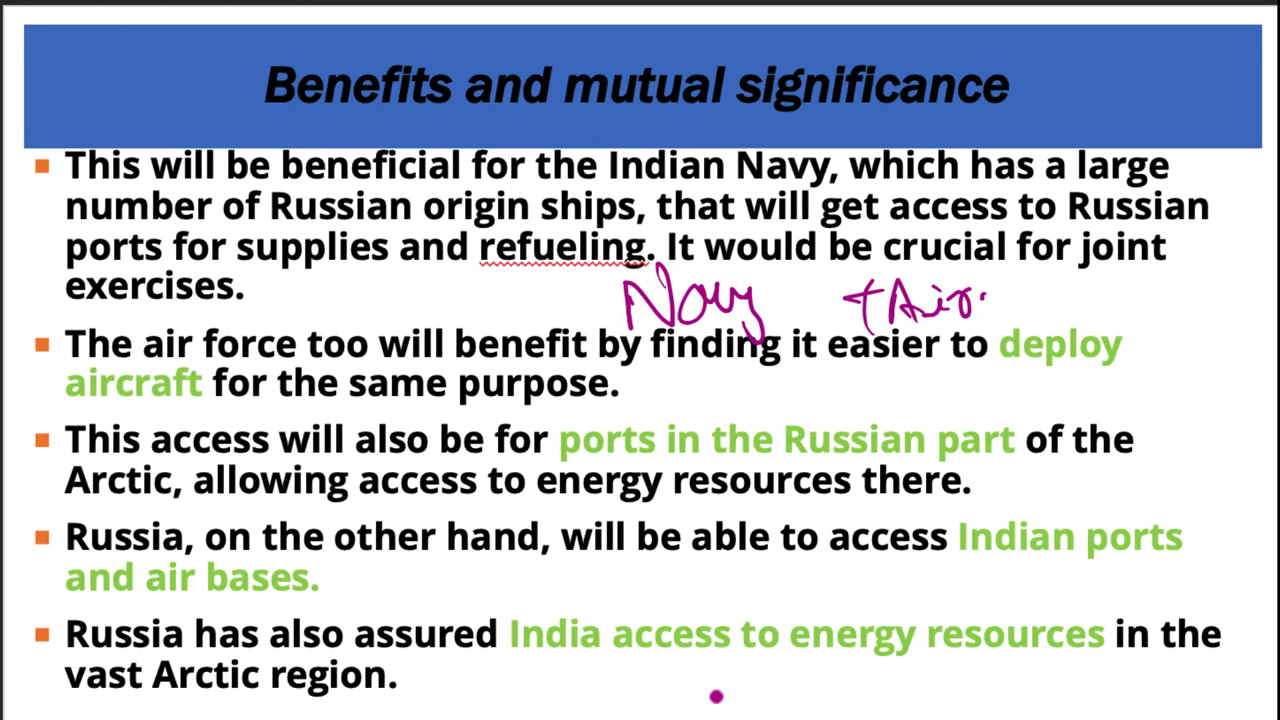 Benefits and mutual significance
This will be beneficial for the Indian Navy, which has a large
number of Russian origin ships, that will get access to Russian
ports for supplies and refueling. It would be crucial for joint
exercises.
Navy + Air.
The air force too will benefit by finding it easier to deploy
aircraft for the same purpose.
This access will also be for ports in the Russian part of the
Arctic, allowing access to energy resources there.
Russia, on the other hand, will be able to access Indian ports
and air bases.
Russia has also assured India access to energy resources in the
vast Arctic region.